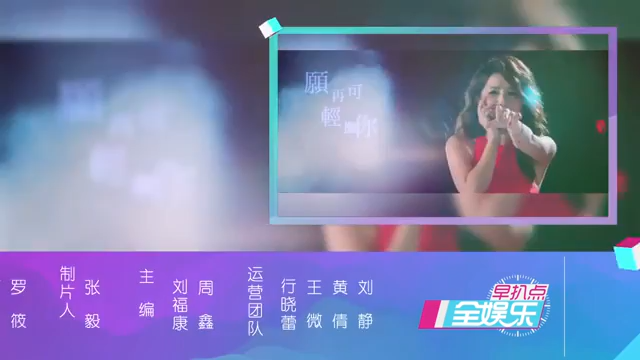 願再可
輕擁你
罗筱
制片人
张毅
主编
刘福康
周鑫
运营团队
行晓蕾
王微
黄倩
刘静
早扒点
全娱乐